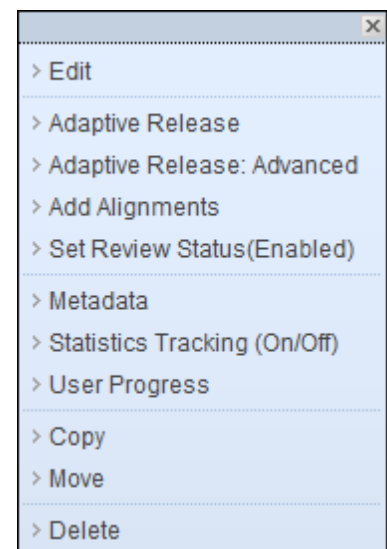 > Edit
> Adaptive Release
> Adaptive Release: Advanced
> Add Alignments
> Set Review Status(Enabled)
> Metadata
> Statistics Tracking (On/Off)
> User Progress
> Copy
> Move
> Delete